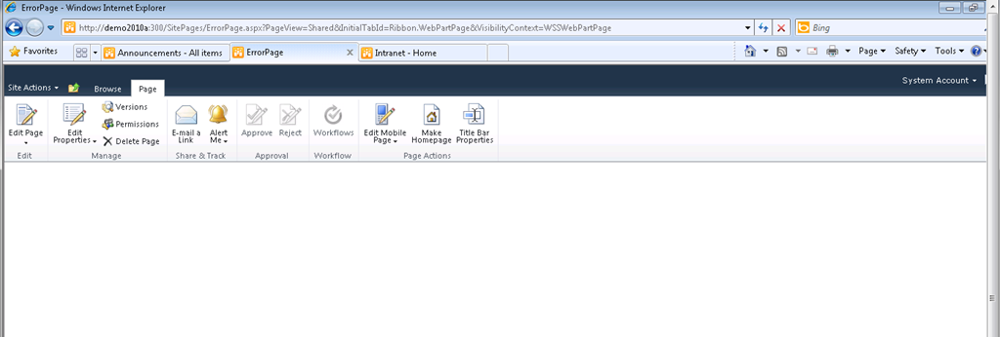 ErrorPage - Windows Internet Explorer
http://demo2010a:300/SitePages/ErrorPage.aspx?PageView=Shared&InitialTabId=Ribbon.WebPartPage&VisibilityContext=WSSWebPartPage
Bing
Favorites
Announcements - All items
ErrorPage
Intranet - Home
Page
Safety
Tools
Site Actions
Browse
Page
System Account
Edit Page
Edit
Properties
Versions
Permissions
Delete Page
E-mail a
Link
Alert
Me
Approve
Reject
Workflows
Edit Mobile
Page
Make
Homepage
Title Bar
Properties
Edit
Manage
Share & Track
Approval
Workflow
Page Actions